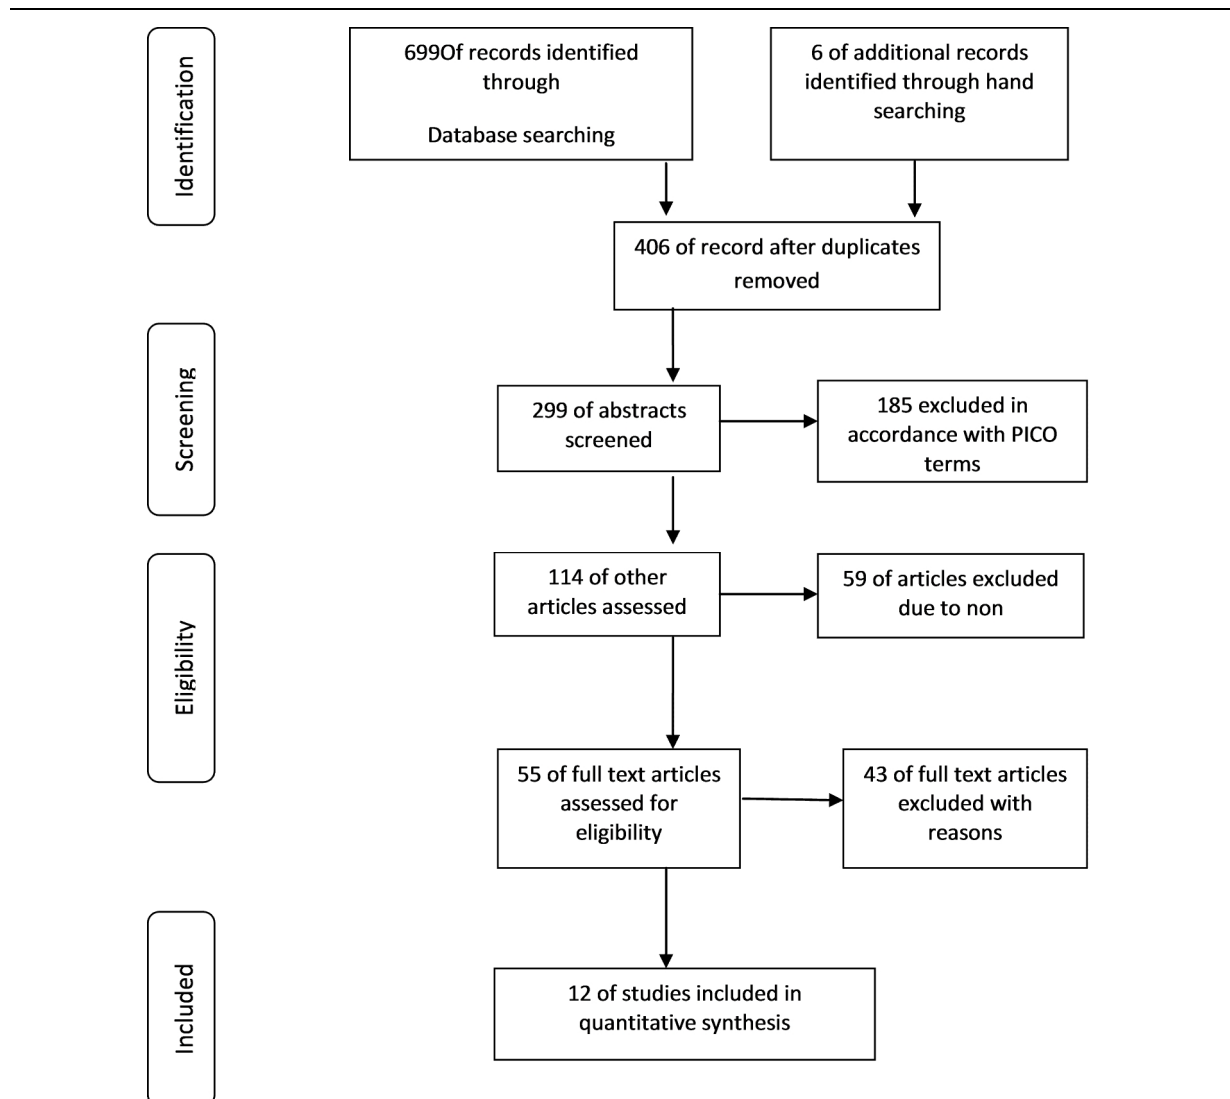 Identification
699Of records identified
through
Database searching
6 of additional records
identified through hand
searching
406 of record after duplicates
removed
Screening
299 of abstracts
screened
185 excluded in
accordance with PICO
terms
Eligibility
114 of other
articles assessed
59 of articles excluded
due to non
55 of full text articles
assessed for
eligibility
43 of full text articles
excluded with
reasons
Included
12 of studies included in
quantitative synthesis